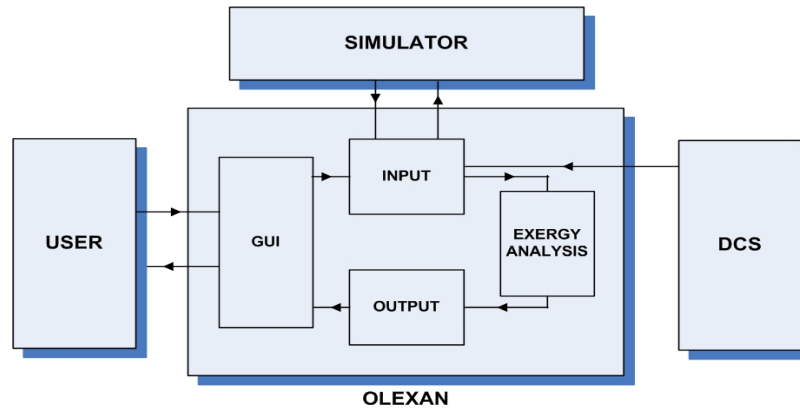 SIMULATOR
INPUT
USER
GUI
EXERGY
ANALYSIS
DCS
OUTPUT
OLEXAN